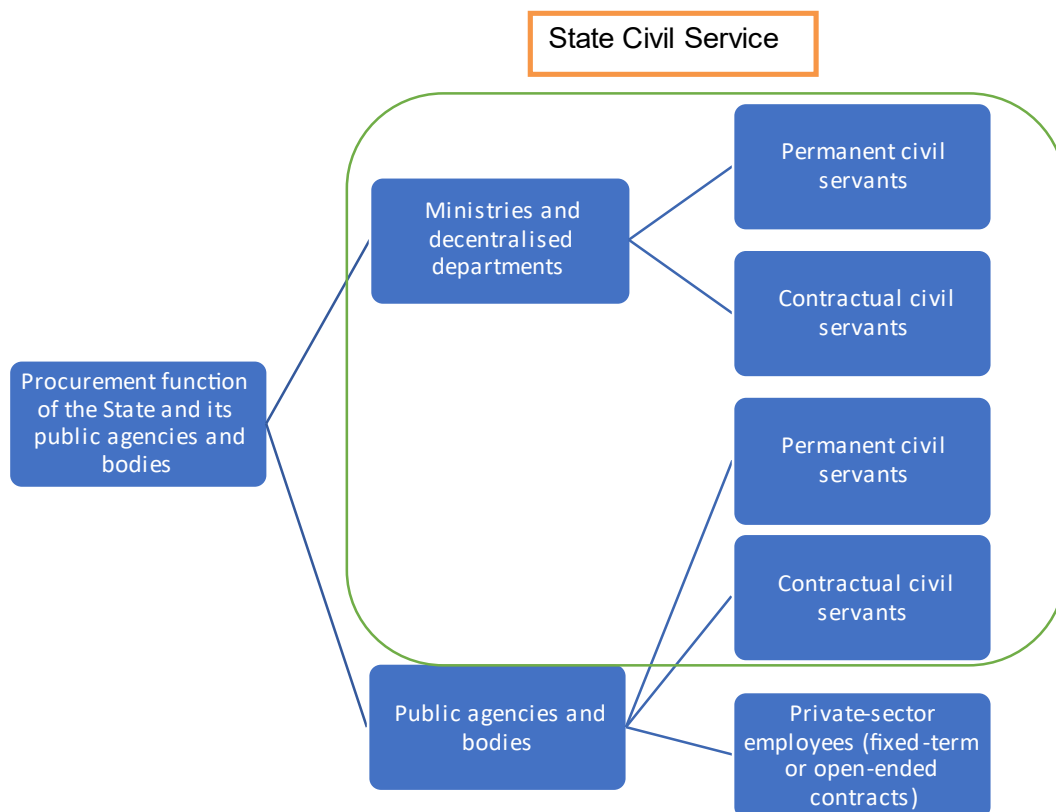 State Civil Service
Permanent civil
servants
Ministries and
decentralised
departments
Contractual civil
servants
Procurement function
of the State and its
public agencies and
bodies
Permanent civil
servants
Contractual civil
servants
Public agencies and
bodies
Private-sector
employees (fixed-term
or open-ended
contracts)